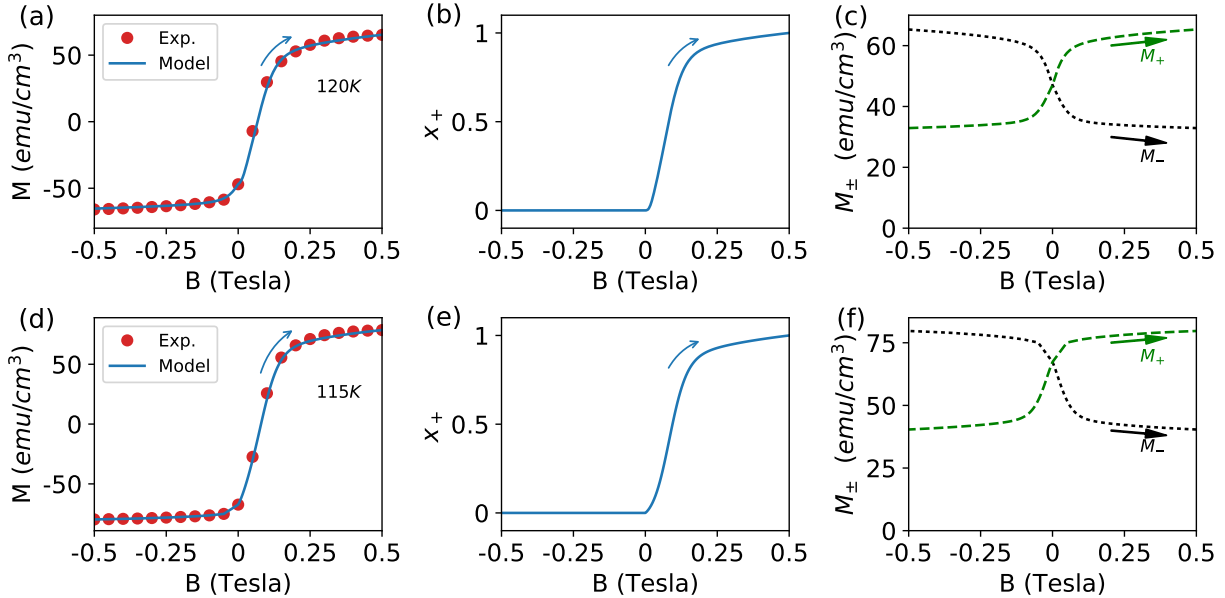 (a)
Exp.
Model
120K
50
0
-50
M (emu/cm³)
-0.5
-0.25
0
0.25
0.5
B (Tesla)
(b)
1
0.5
0
x₊
-0.5
-0.25
0
0.25
0.5
B (Tesla)
(c)
M₊
M₋
60
40
20
0
M± (emu/cm³)
-0.5
-0.25
0
0.25
0.5
B (Tesla)
(d)
Exp.
Model
115K
50
0
-50
M (emu/cm³)
-0.5
-0.25
0
0.25
0.5
B (Tesla)
(e)
1
0.5
0
x₊
-0.5
-0.25
0
0.25
0.5
B (Tesla)
(f)
M₊
M₋
75
50
25
0
M± (emu/cm³)
-0.5
-0.25
0
0.25
0.5
B (Tesla)